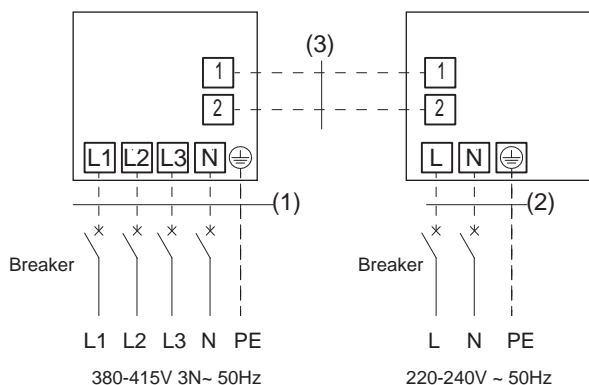 (3)
1 1
2 2
L1 L2 L3 N L N
(1) (2)
Breaker Breaker
L1 L2 L3 N PE L N PE
380-415V 3N~ 50Hz 220-240V ~ 50Hz